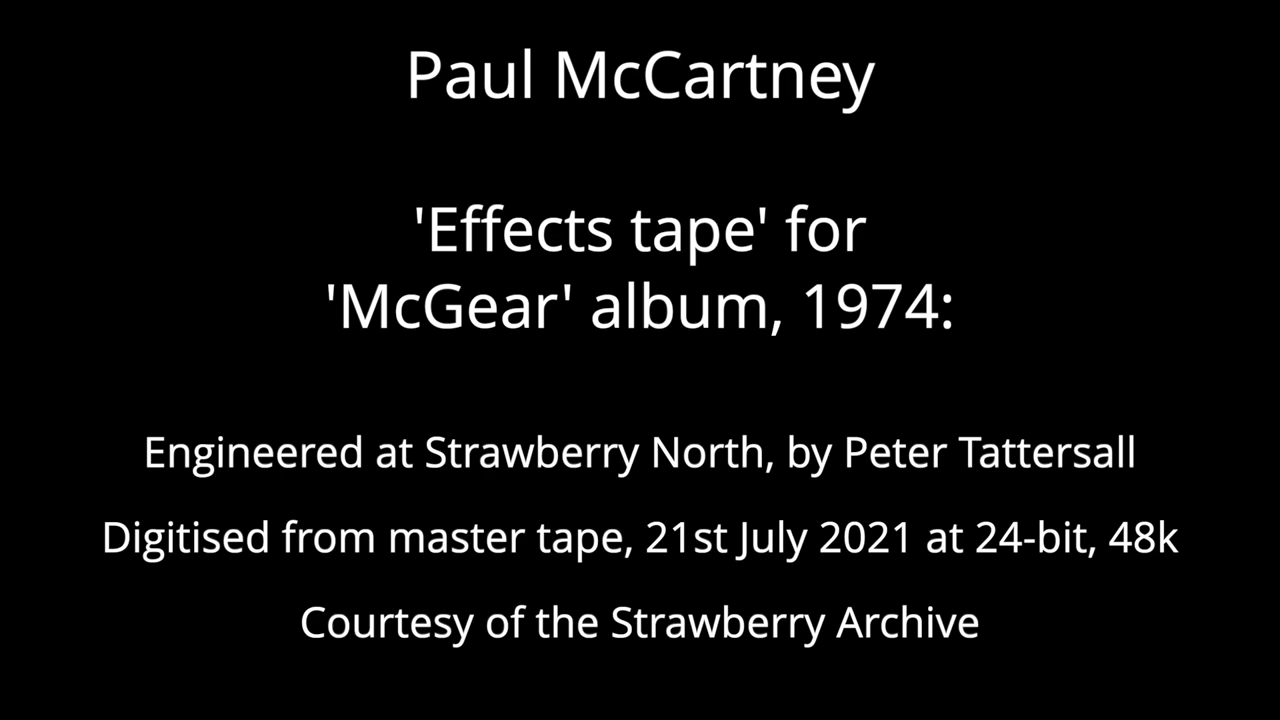 Paul McCartney
'Effects tape' for
'McGear' album, 1974:
Engineered at Strawberry North, by Peter Tattersall
Digitised from master tape, 21st July 2021 at 24-bit, 48k
Courtesy of the Strawberry Archive